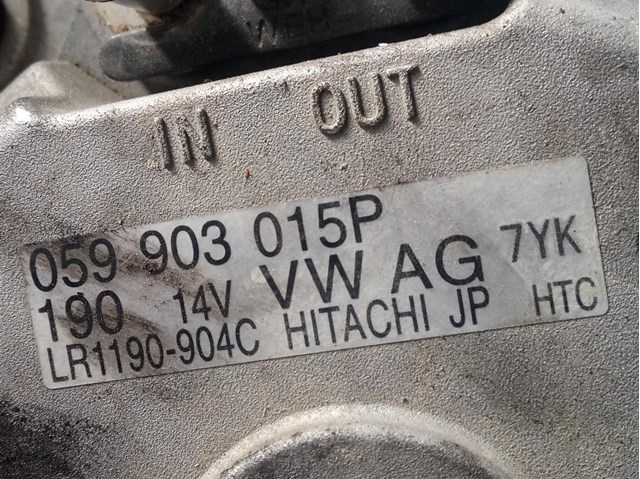 IN OUT
059 903 015P
190 14V VW AG 7YK
LR1190-904C HITACHI JP HTC